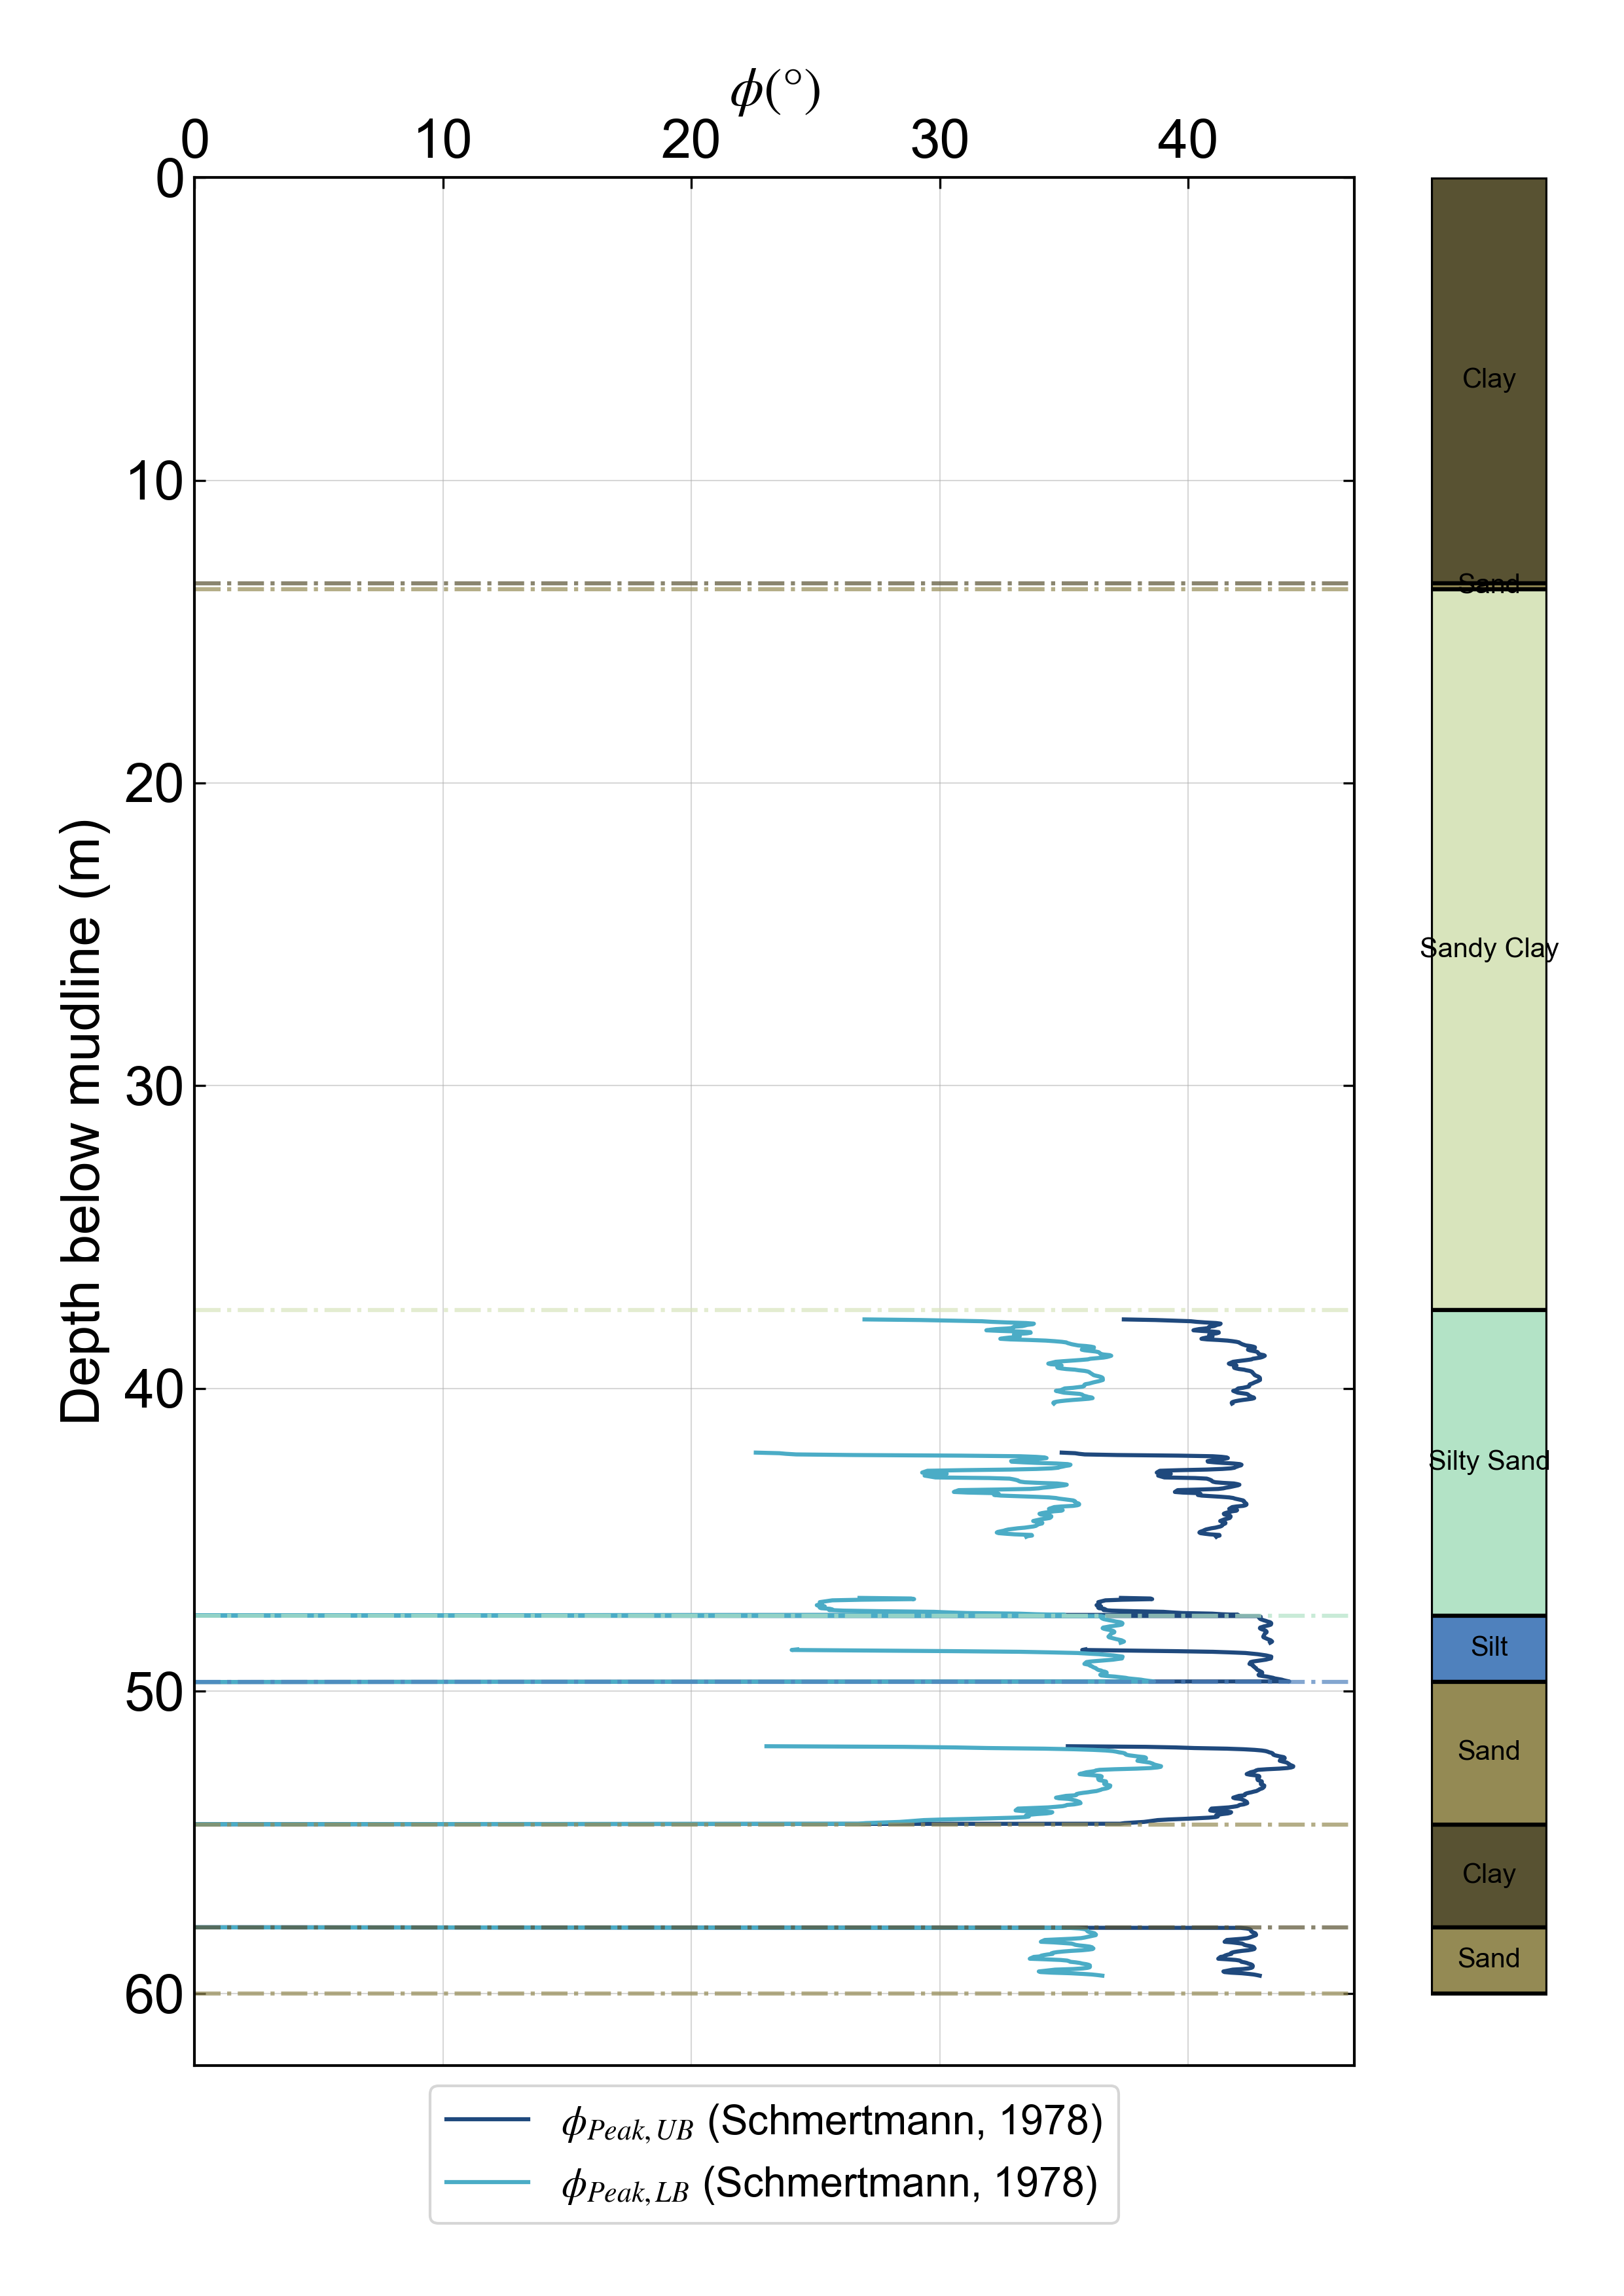 ϕ(°)
0 10 20 30 40
0
10
20
30
40
50
60
Depth below mudline (m)
Clay
Sand
Sandy Clay
Silty Sand
Silt
Sand
Clay
Sand
ϕPeak, UB (Schmertmann, 1978)
ϕPeak, LB (Schmertmann, 1978)